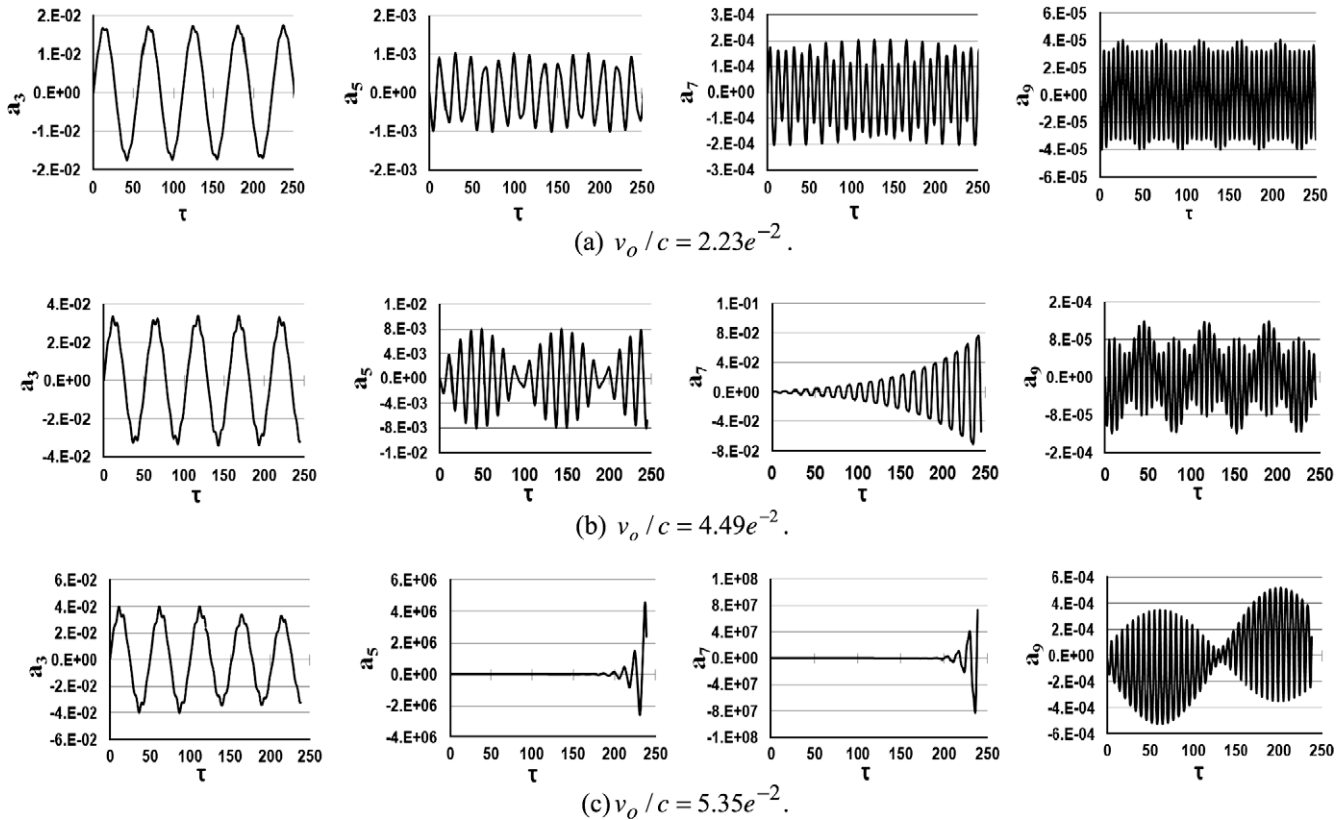 2.E-02
1.E-02
0.E+00
-1.E-02
-2.E-02
a₃
0 50 100 150 200 250
τ
2.E-03
1.E-03
0.E+00
-1.E-03
-2.E-03
a₅
0 50 100 150 200 250
τ
3.E-04
2.E-04
1.E-04
0.E+00
-1.E-04
-2.E-04
-3.E-04
a₇
0 50 100 150 200 250
τ
6.E-05
4.E-05
2.E-05
0.E+00
-2.E-05
-4.E-05
-6.E-05
a₉
0 50 100 150 200 250
τ
(a) vₒ / c = 2.23e⁻².
4.E-02
2.E-02
0.E+00
-2.E-02
-4.E-02
a₃
0 50 100 150 200 250
τ
1.E-02
8.E-03
4.E-03
0.E+00
-4.E-03
-8.E-03
-1.E-02
a₅
0 50 100 150 200 250
τ
1.E-01
8.E-02
4.E-02
0.E+00
-4.E-02
-8.E-02
a₇
0 50 100 150 200 250
τ
2.E-04
8.E-05
0.E+00
-8.E-05
-2.E-04
a₉
0 50 100 150 200 250
τ
(b) vₒ / c = 4.49e⁻².
6.E-02
4.E-02
2.E-02
0.E+00
-2.E-02
-4.E-02
-6.E-02
a₃
0 50 100 150 200 250
τ
6.E+06
4.E+06
2.E+06
0.E+00
-2.E+06
-4.E+06
a₅
0 50 100 150 200 250
τ
1.E+08
8.E+07
4.E+07
0.E+00
-4.E+07
-8.E+07
-1.E+08
a₇
0 50 100 150 200 250
τ
6.E-04
4.E-04
2.E-04
0.E+00
-2.E-04
-4.E-04
-6.E-04
a₉
0 50 100 150 200 250
τ
(c) vₒ / c = 5.35e⁻².